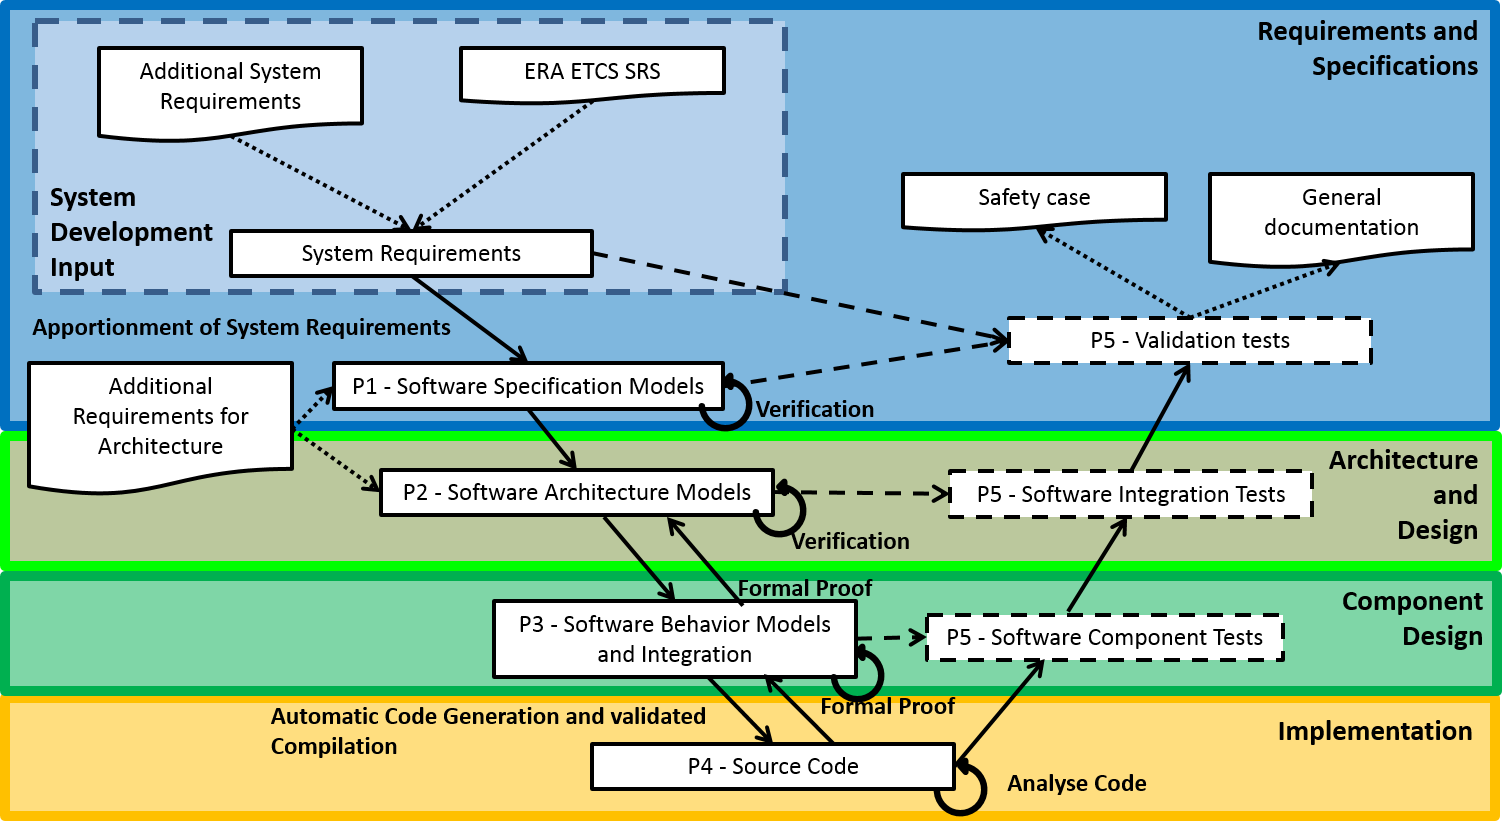 Requirements and
Specifications
Additional System
Requirements
ERA ETCS SRS
System
Development
Input
System Requirements
Safety case
General
documentation
Apportionment of System Requirements
P5 - Validation tests
Additional
Requirements for
Architecture
P1 - Software Specification Models
Verification
Architecture
and
Design
P2 - Software Architecture Models
P5 - Software Integration Tests
Verification
Formal Proof
Component
Design
P3 - Software Behavior Models
and Integration
P5 - Software Component Tests
Formal Proof
Automatic Code Generation and validated
Compilation
Implementation
P4 - Source Code
Analyse Code